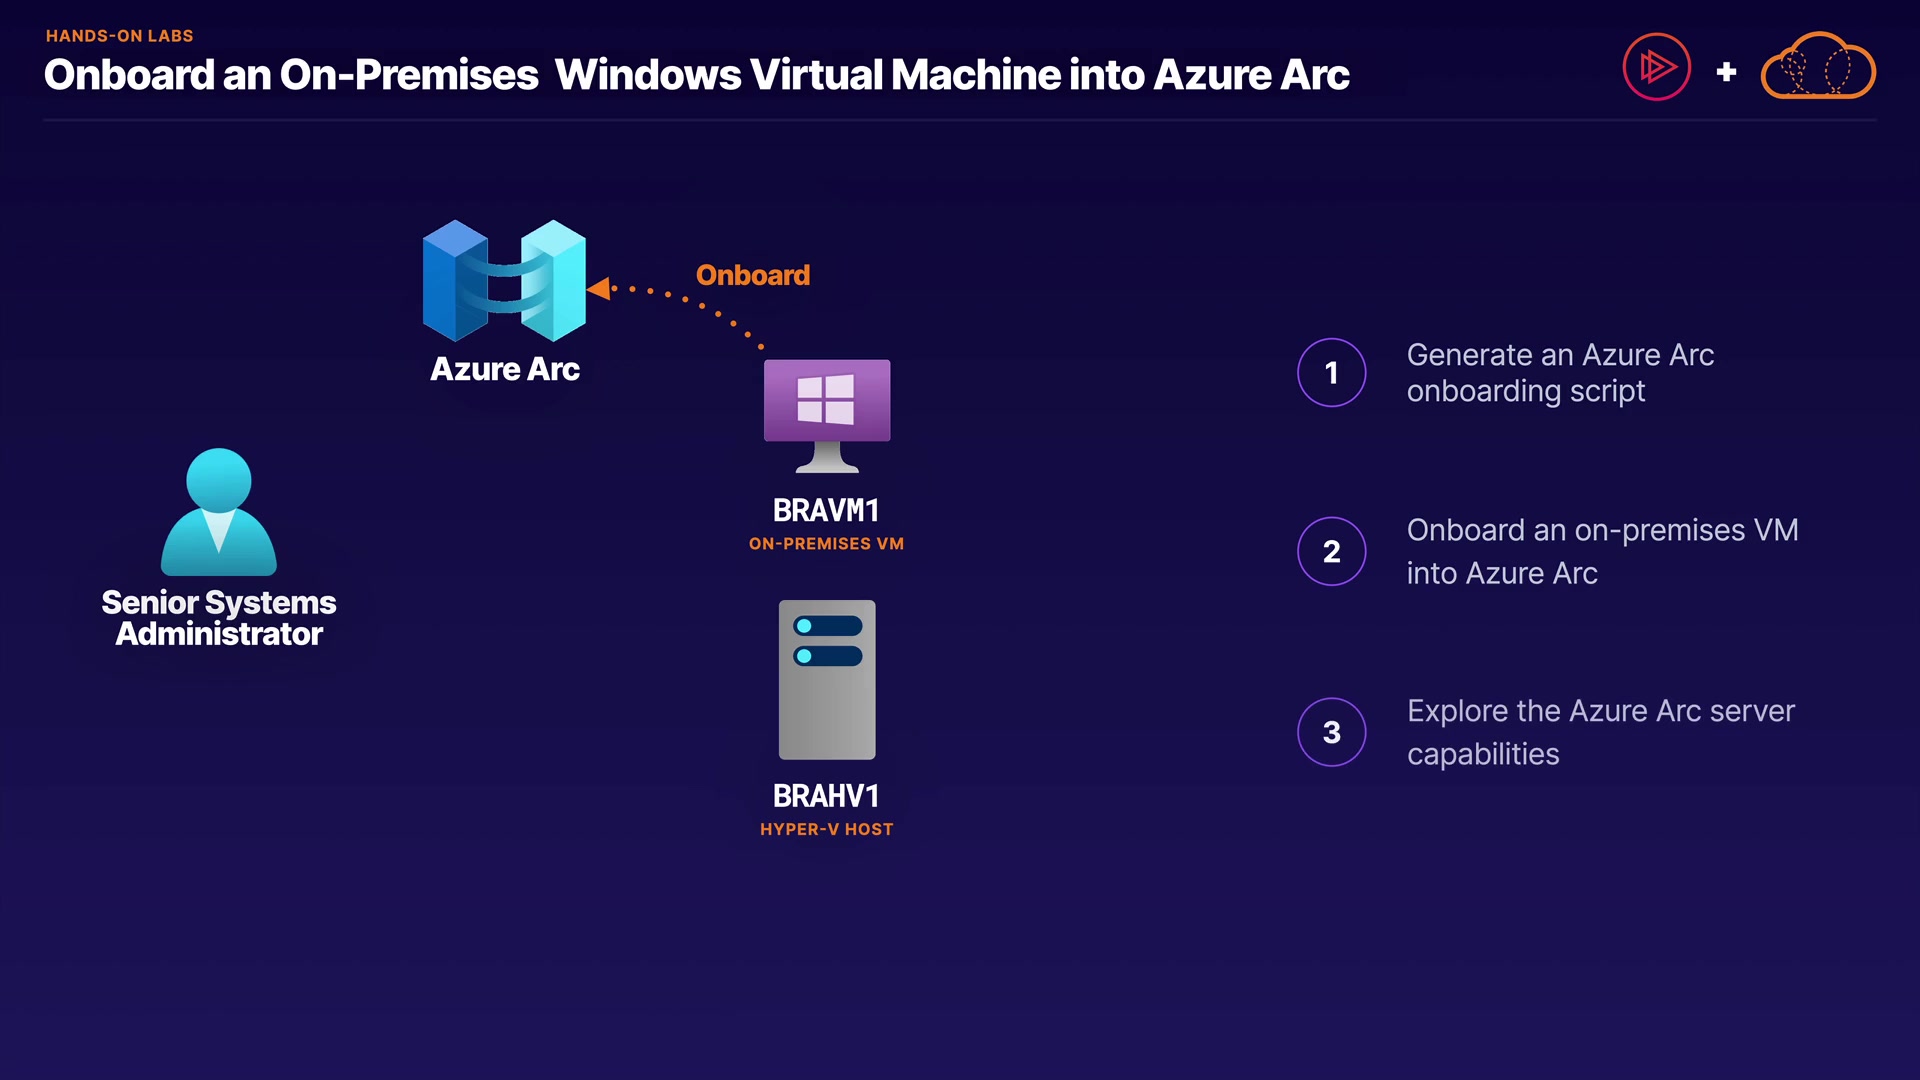 HANDS-ON LABS
Onboard an On-Premises Windows Virtual Machine into Azure Arc
Onboard
Azure Arc
BRAVM1
ON-PREMISES VM
Senior Systems
Administrator
BRAHV1
HYPER-V HOST
1
Generate an Azure Arc
onboarding script
2
Onboard an on-premises VM
into Azure Arc
3
Explore the Azure Arc server
capabilities